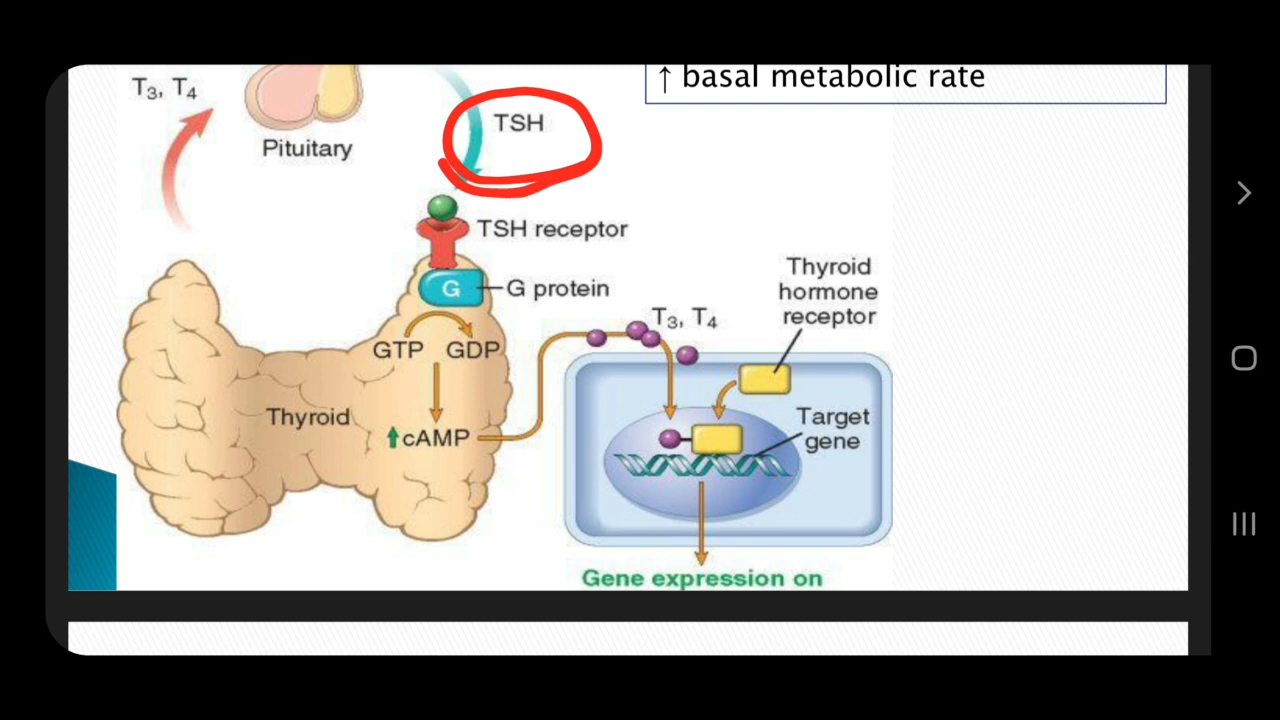 ↑ basal metabolic rate
T3, T4
TSH
Pituitary
TSH receptor
G
G protein
Thyroid
hormone
receptor
T3, T4
GTP GDP
Thyroid
↑cAMP
Target
gene
Gene expression on